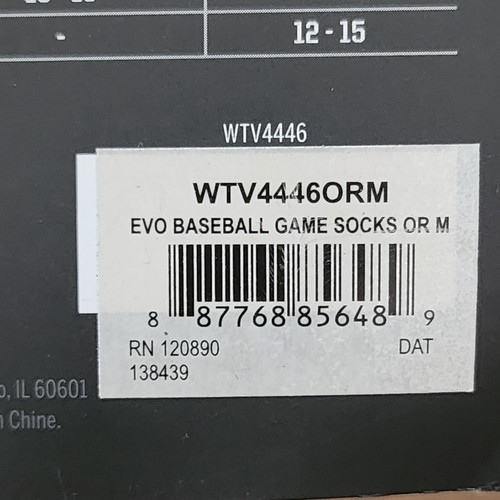 -
12 - 15
WTV4446
WTV4446ORM
EVO BASEBALL GAME SOCKS OR M
8 87768 85648 9
RN 120890 DAT
138439
IL 60601
Chine.